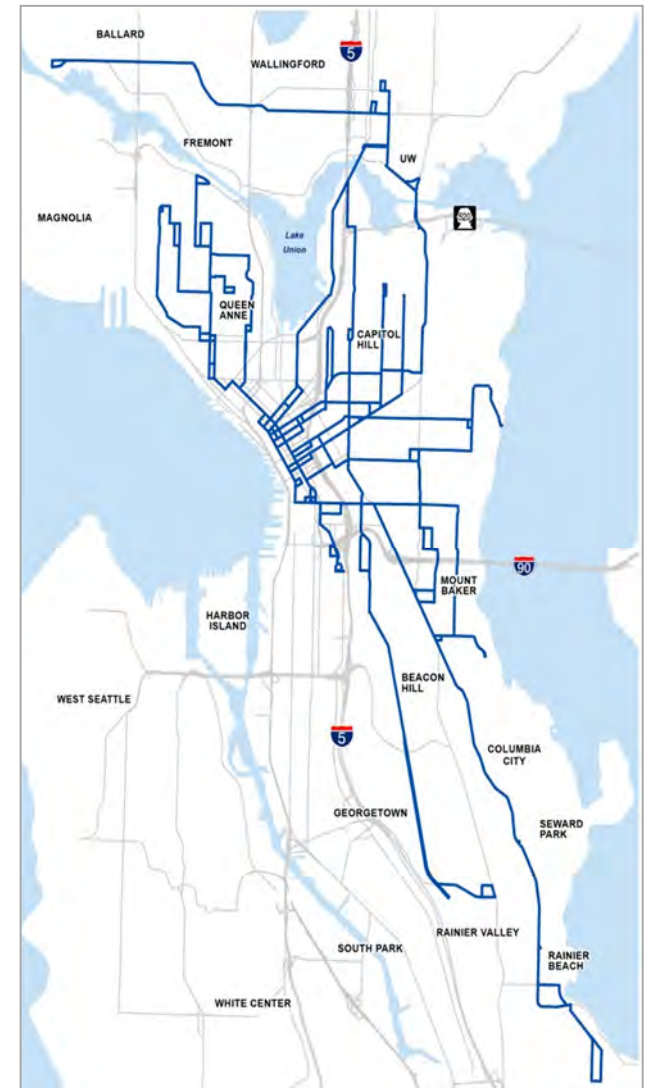 BALLARD
5
WALLINGFORD
FREMONT
UW
MAGNOLIA
520
Lake
Union
QUEEN
ANNE
CAPITOL
HILL
90
MOUNT
BAKER
HARBOR
ISLAND
BEACON
HILL
WEST SEATTLE
5
COLUMBIA
CITY
GEORGETOWN
SEWARD
PARK
RAINIER VALLEY
SOUTH PARK
RAINIER
BEACH
WHITE CENTER